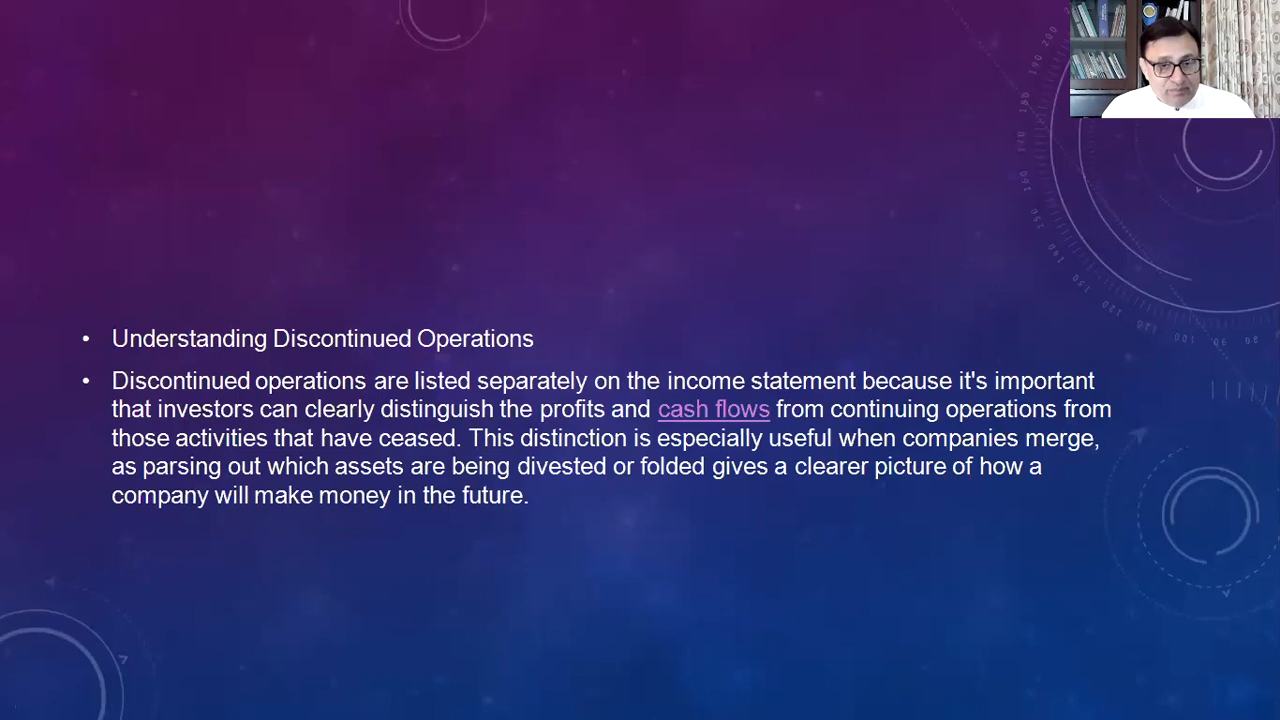 Understanding Discontinued Operations
Discontinued operations are listed separately on the income statement because it's important
that investors can clearly distinguish the profits and cash flows from continuing operations from
those activities that have ceased. This distinction is especially useful when companies merge,
as parsing out which assets are being divested or folded gives a clearer picture of how a
company will make money in the future.